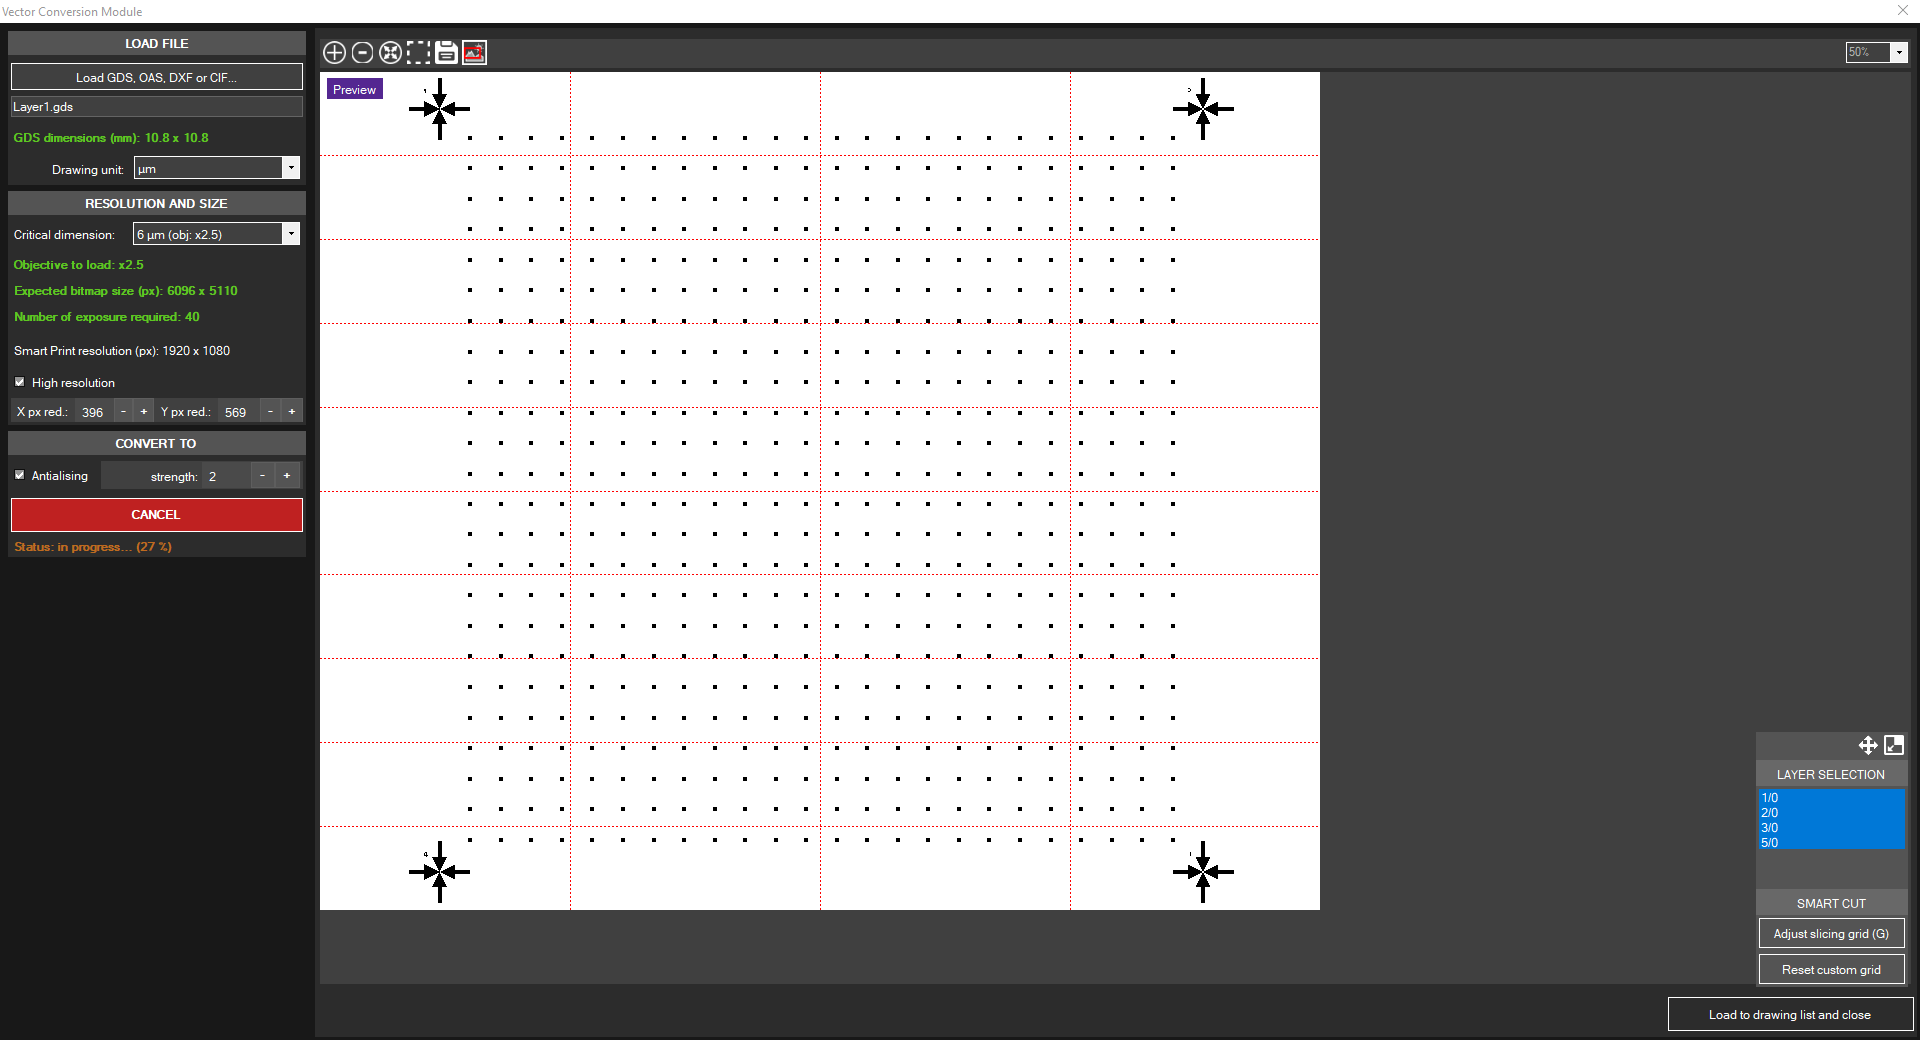 Vector Conversion Module
LOAD FILE
Load GDS, OAS, DXF or CIF...
Layer1.gds
GDS dimensions (mm): 10.8 x 10.8
Drawing unit: µm
RESOLUTION AND SIZE
Critical dimension: 6 µm (obj: x2.5)
Objective to load: x2.5
Expected bitmap size (px): 6096 x 5110
Number of exposure required: 40
Smart Print resolution (px): 1920 x 1080
High resolution
X px red.: 396 - + Y px red.: 569 - +
CONVERT TO
Antialising strength: 2 - +
CANCEL
Status: in progress... (27 %)
50%
Preview
LAYER SELECTION
1/0
2/0
3/0
5/0
SMART CUT
Adjust slicing grid (G)
Reset custom grid
Load to drawing list and close